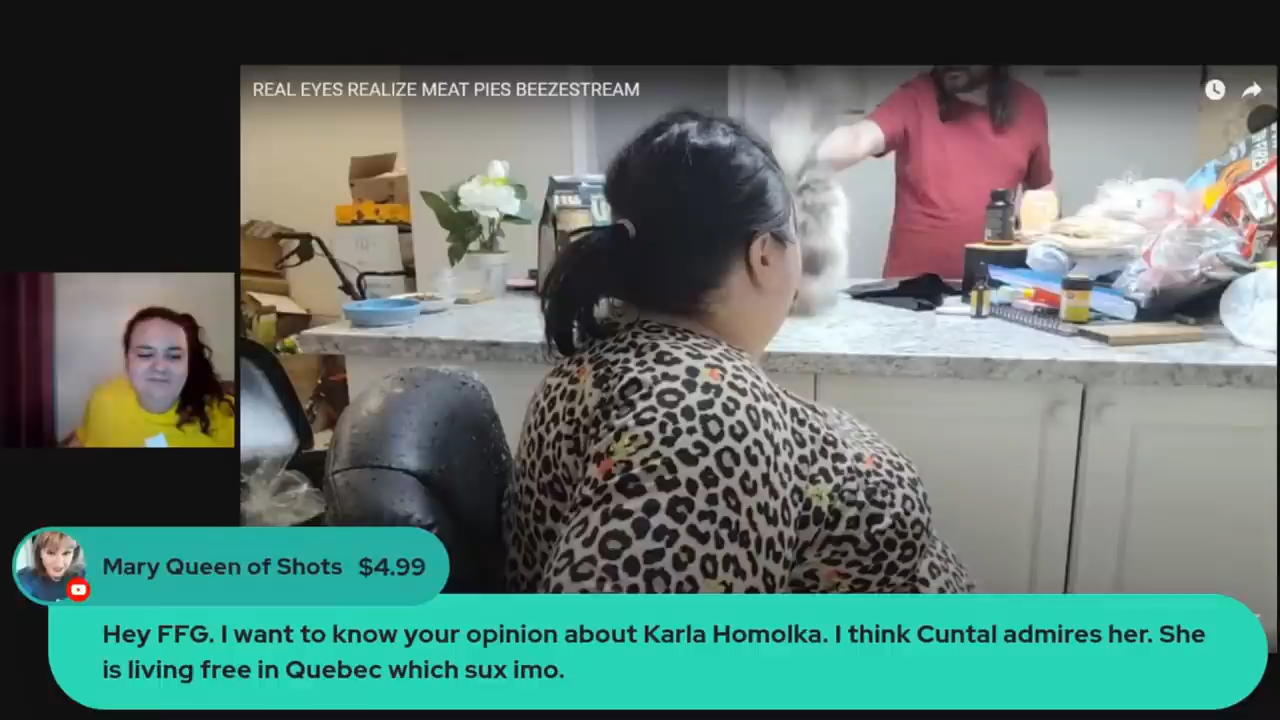 REAL EYES REALIZE MEAT PIES BEEZESTREAM
Mary Queen of Shots $4.99
Hey FFG. I want to know your opinion about Karla Homolka. I think Cuntal admires her. She
is living free in Quebec which sux imo.